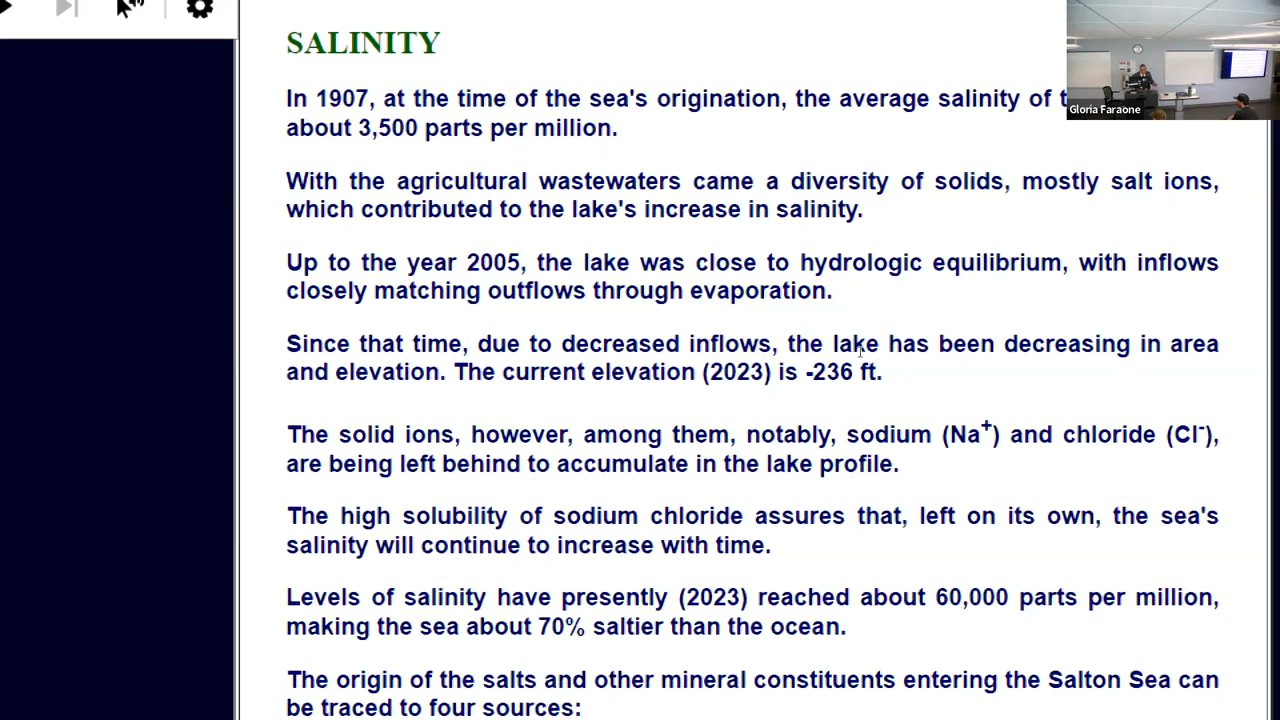 SALINITY
In 1907, at the time of the sea's origination, the average salinity of
about 3,500 parts per million.
With the agricultural wastewaters came a diversity of solids, mostly salt ions,
which contributed to the lake's increase in salinity.
Up to the year 2005, the lake was close to hydrologic equilibrium, with inflows
closely matching outflows through evaporation.
Since that time, due to decreased inflows, the lake has been decreasing in area
and elevation. The current elevation (2023) is -236 ft.
The solid ions, however, among them, notably, sodium (Na⁺) and chloride (Cl⁻),
are being left behind to accumulate in the lake profile.
The high solubility of sodium chloride assures that, left on its own, the sea's
salinity will continue to increase with time.
Levels of salinity have presently (2023) reached about 60,000 parts per million,
making the sea about 70% saltier than the ocean.
The origin of the salts and other mineral constituents entering the Salton Sea can
be traced to four sources:
Gloria Faraone